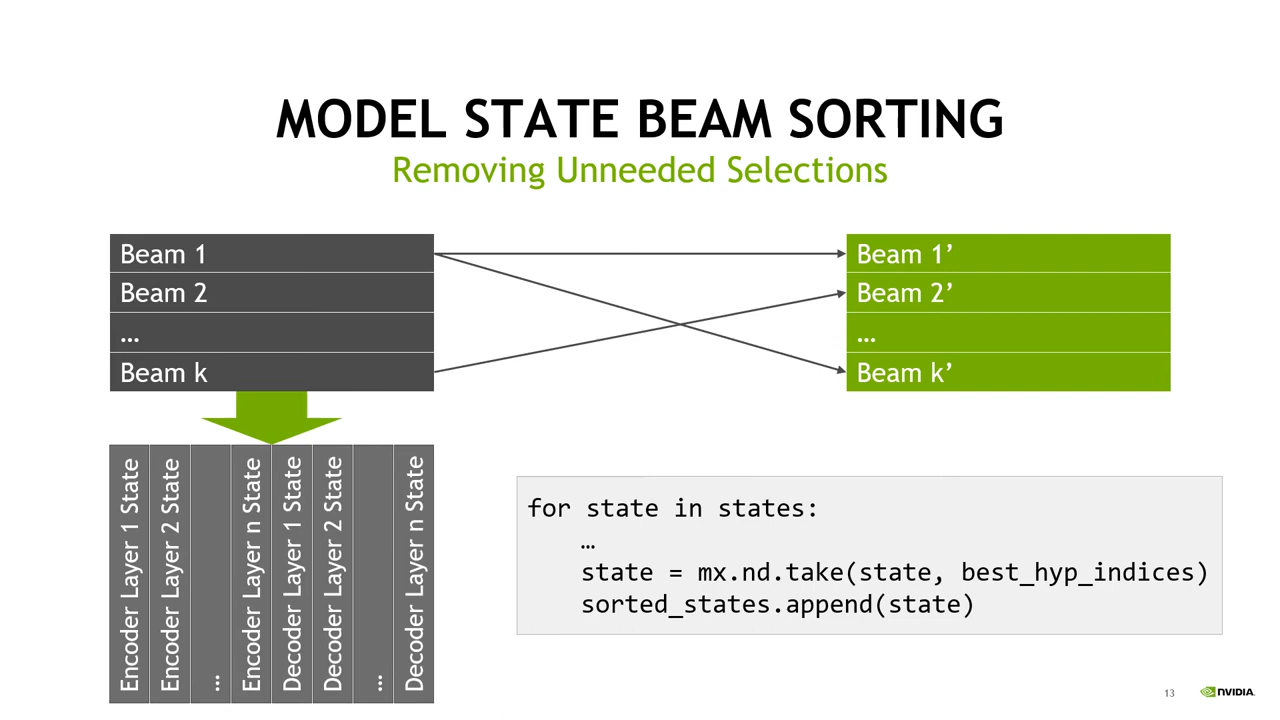 MODEL STATE BEAM SORTING
Removing Unneeded Selections
Beam 1
Beam 2
…
Beam k
Beam 1’
Beam 2’
…
Beam k’
Encoder Layer 1 State
Encoder Layer 2 State
…
Encoder Layer n State
Decoder Layer 1 State
Decoder Layer 2 State
…
Decoder Layer n State
for state in states:
…
state = mx.nd.take(state, best_hyp_indices)
sorted_states.append(state)
13
NVIDIA.